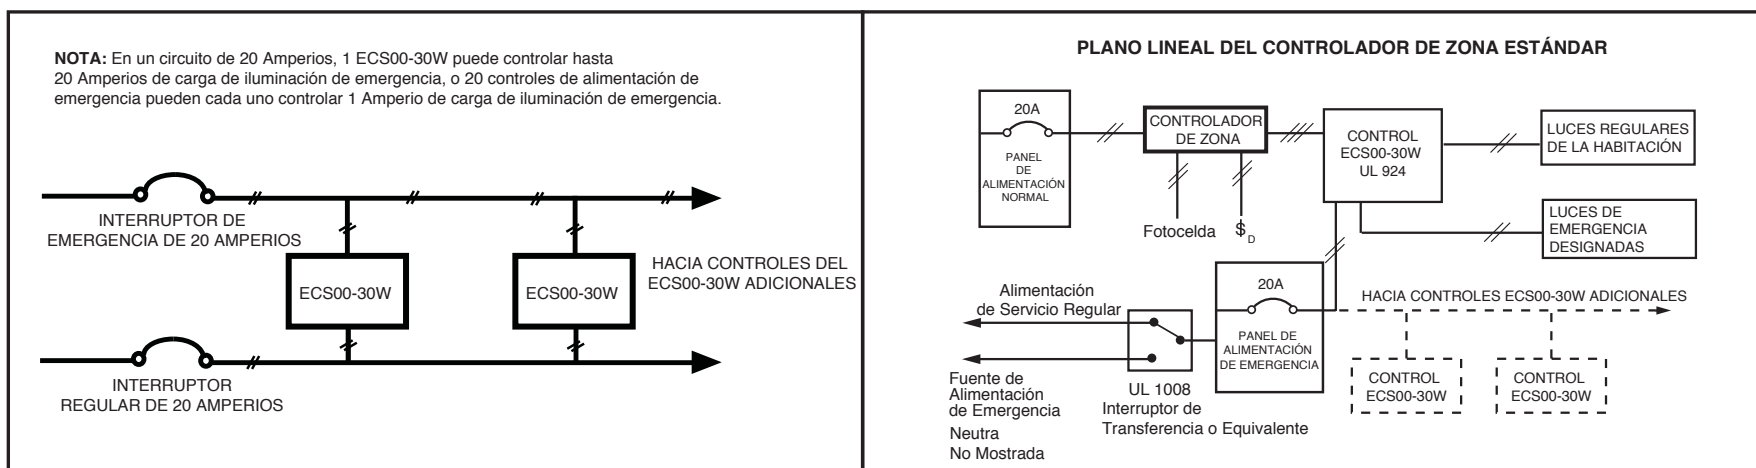 NOTA: En un circuito de 20 Amperios, 1 ECS00-30W puede controlar hasta
20 Amperios de carga de iluminación de emergencia, o 20 controles de alimentación de
emergencia pueden cada uno controlar 1 Amperio de carga de iluminación de emergencia.
INTERRUPTOR DE
EMERGENCIA DE 20 AMPERIOS
ECS00-30W
ECS00-30W
HACIA CONTROLES DEL
ECS00-30W ADICIONALES
INTERRUPTOR
REGULAR DE 20 AMPERIOS
PLANO LINEAL DEL CONTROLADOR DE ZONA ESTÁNDAR
20A
PANEL
DE
ALIMENTACIÓN
NORMAL
CONTROLADOR
DE ZONA
Fotocelda
$D
CONTROL
ECS00-30W
UL 924
LUCES REGULARES
DE LA HABITACIÓN
LUCES DE
EMERGENCIA
DESIGNADAS
Alimentación
de Servicio Regular
20A
PANEL DE
ALIMENTACIÓN
DE EMERGENCIA
HACIA CONTROLES ECS00-30W ADICIONALES
CONTROL
ECS00-30W
CONTROL
ECS00-30W
Fuente de
Alimentación
de Emergencia
Neutra
No Mostrada
UL 1008
Interruptor de
Transferencia o Equivalente